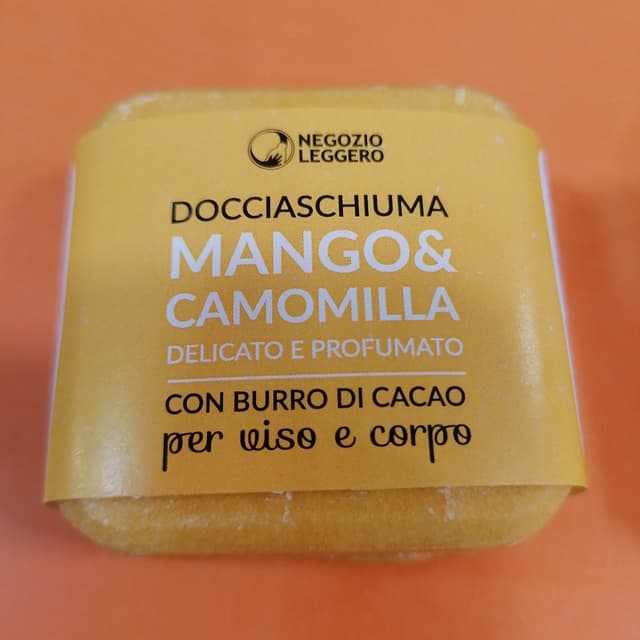 NEGOZIO
LEGGERO
DOCCIASCHIUMA
MANGO&
CAMOMILLA
DELICATO E PROFUMATO
CON BURRO DI CACAO
per viso e corpo